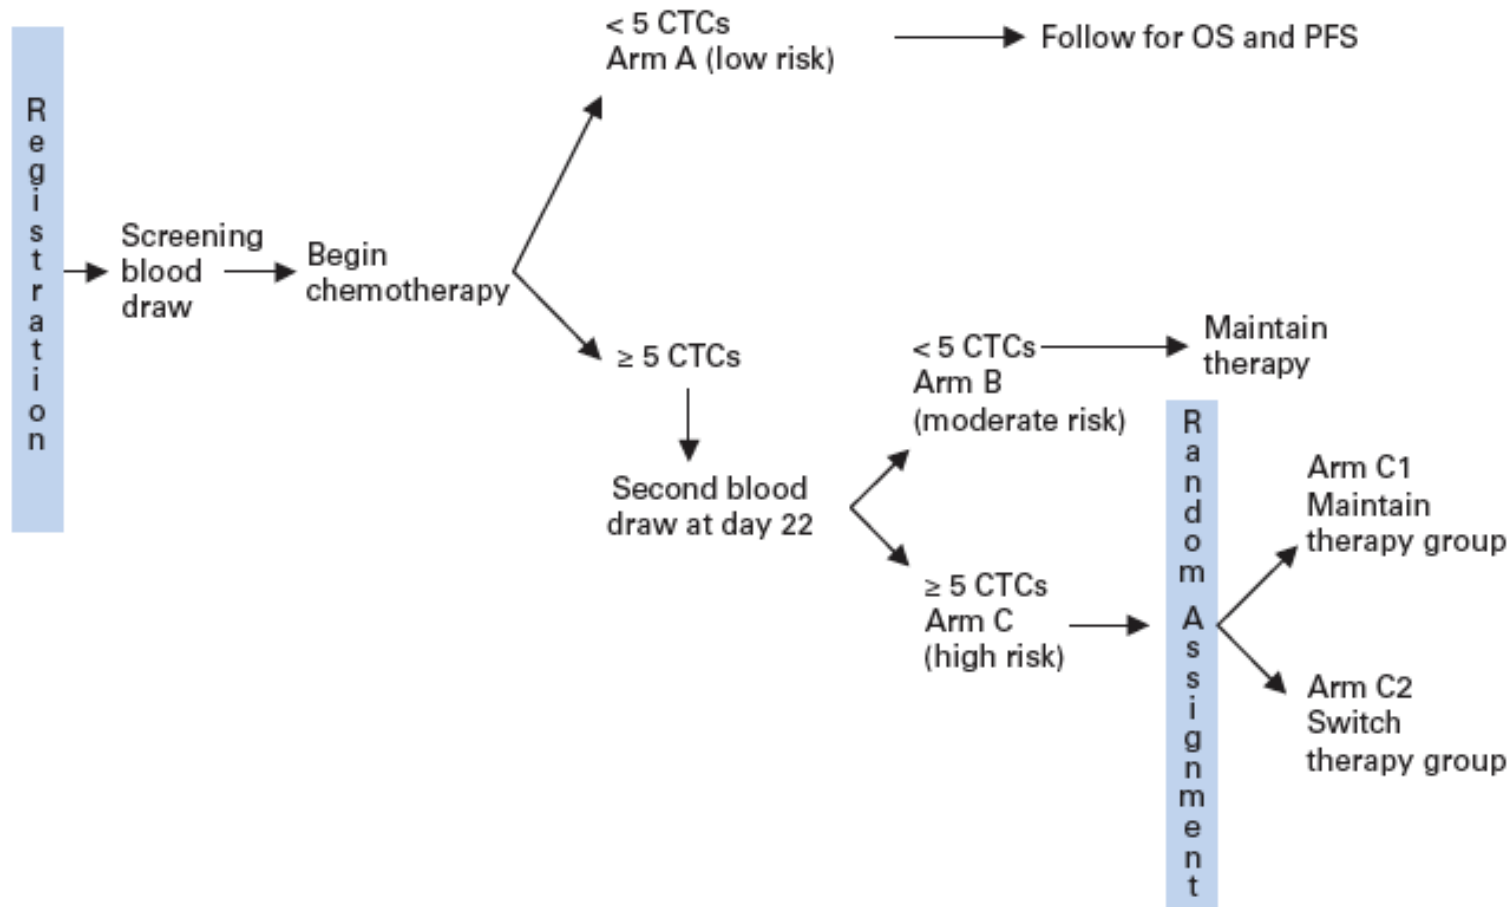 Registration
Screening
blood
draw
Begin
chemotherapy
< 5 CTCs
Arm A (low risk)
Follow for OS and PFS
≥ 5 CTCs
Second blood
draw at day 22
< 5 CTCs
Arm B
(moderate risk)
Maintain
therapy
≥ 5 CTCs
Arm C
(high risk)
Random Assignment
Arm C1
Maintain
therapy group
Arm C2
Switch
therapy group